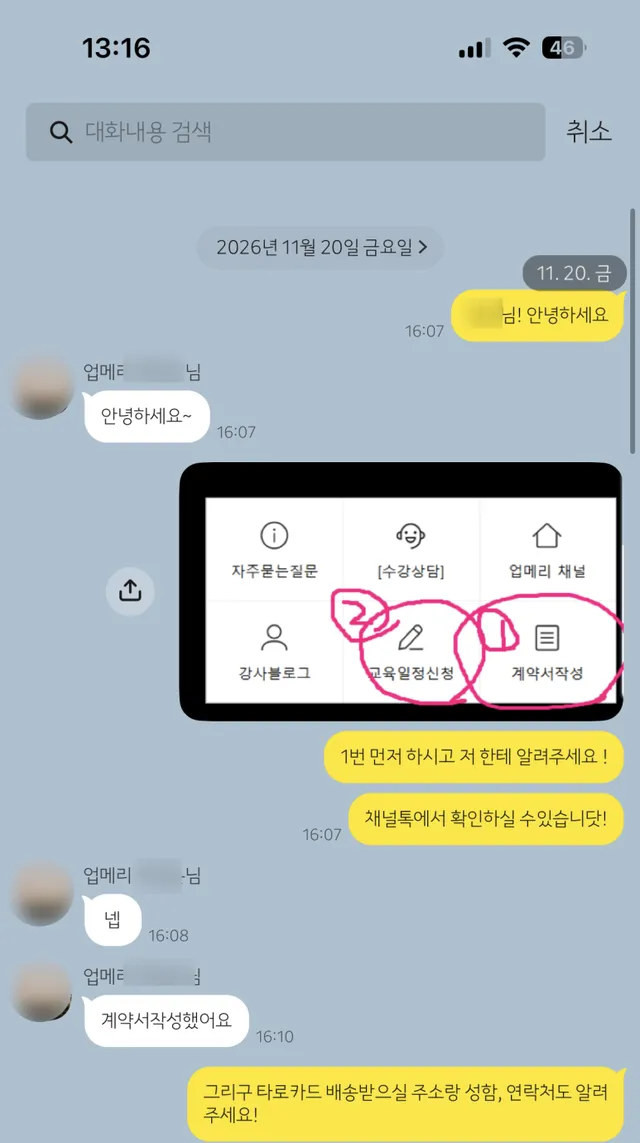 13:16
46
대화내용 검색
취소
2026년 11월 20일 금요일
11. 20. 금
님! 안녕하세요
16:07
업메리 님
안녕하세요~
16:07
자주묻는질문
[수강상담]
업메리 채널
2
1
강사블로그
교육일정신청
계약서작성
1번 먼저 하시고 저 한테 알려주세요 !
채널톡에서 확인하실 수있습니닷!
16:07
업메리 님
넵
16:08
업메리 님
계약서작성했어요
16:10
그리구 타로카드 배송받으실 주소랑 성함, 연락처도 알려
주세요!